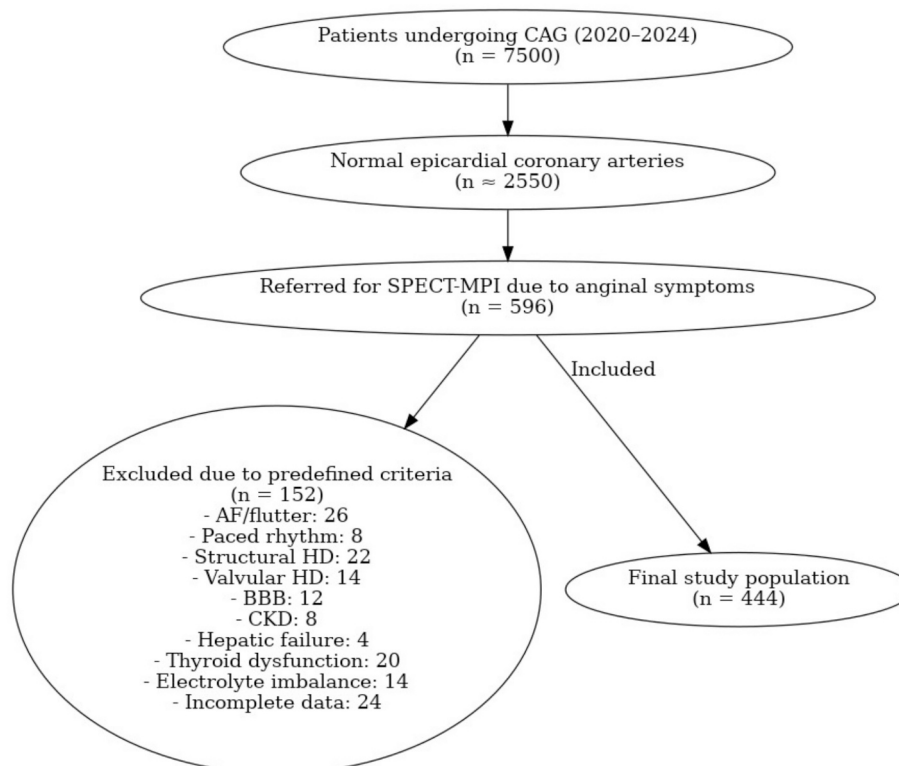 Patients undergoing CAG (2020–2024)
(n = 7500)
Normal epicardial coronary arteries
(n ≈ 2550)
Referred for SPECT-MPI due to anginal symptoms
(n = 596)
Included
Excluded due to predefined criteria
(n = 152)
- AF/flutter: 26
- Paced rhythm: 8
- Structural HD: 22
- Valvular HD: 14
- BBB: 12
- CKD: 8
- Hepatic failure: 4
- Thyroid dysfunction: 20
- Electrolyte imbalance: 14
- Incomplete data: 24
Final study population
(n = 444)